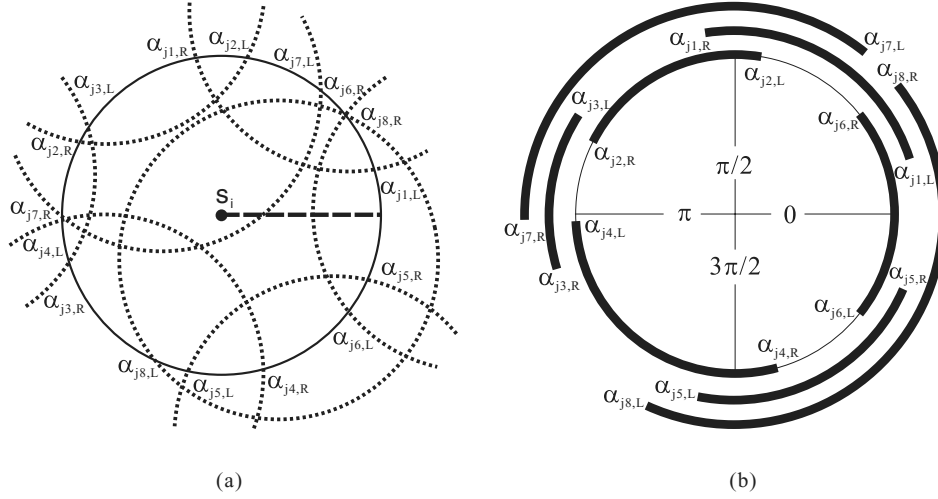 α_{j1,R}
α_{j2,L}
α_{j7,L}
α_{j3,L}
α_{j6,R}
α_{j8,R}
α_{j2,R}
α_{j1,L}
S_i
α_{j7,R}
α_{j4,L}
α_{j5,R}
α_{j3,R}
α_{j6,L}
α_{j8,L}
α_{j5,L}
α_{j4,R}
(a)
α_{j1,R}
α_{j7,L}
α_{j2,L}
α_{j8,R}
α_{j3,L}
α_{j6,R}
α_{j2,R}
π/2
α_{j1,L}
α_{j7,R}
α_{j4,L}
π
0
α_{j3,R}
3π/2
α_{j5,R}
α_{j6,L}
α_{j4,R}
α_{j8,L}
α_{j5,L}
(b)